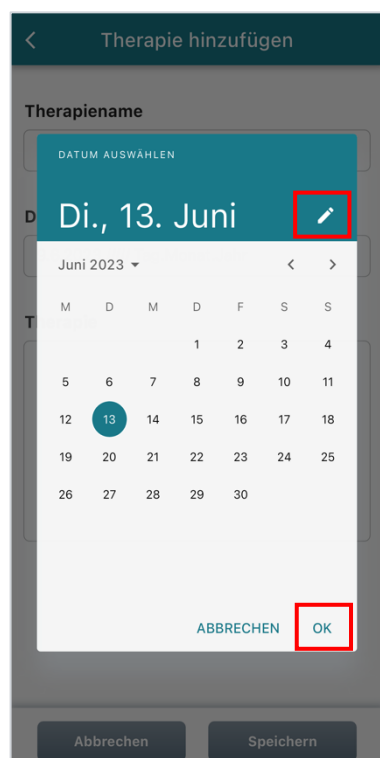 Therapie hinzufügen
Therapiename
DATUM AUSWÄHLEN
D
Di., 13. Juni
Juni 2023
M D M D F S S
T
1 2 3 4
5 6 7 8 9 10 11
12 13 14 15 16 17 18
19 20 21 22 23 24 25
26 27 28 29 30
ABBRECHEN OK
Abbrechen Speichern